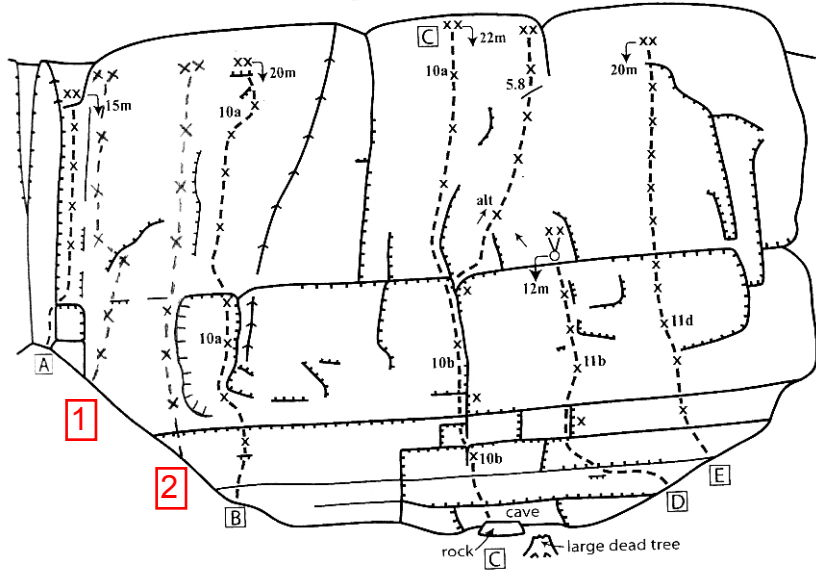 C
22m
10a
5.8
20m
20m
15m
10a
alt
12m
10a
10b
11b
11d
A
1
10b
2
B
E
D
cave
rock
C
large dead tree